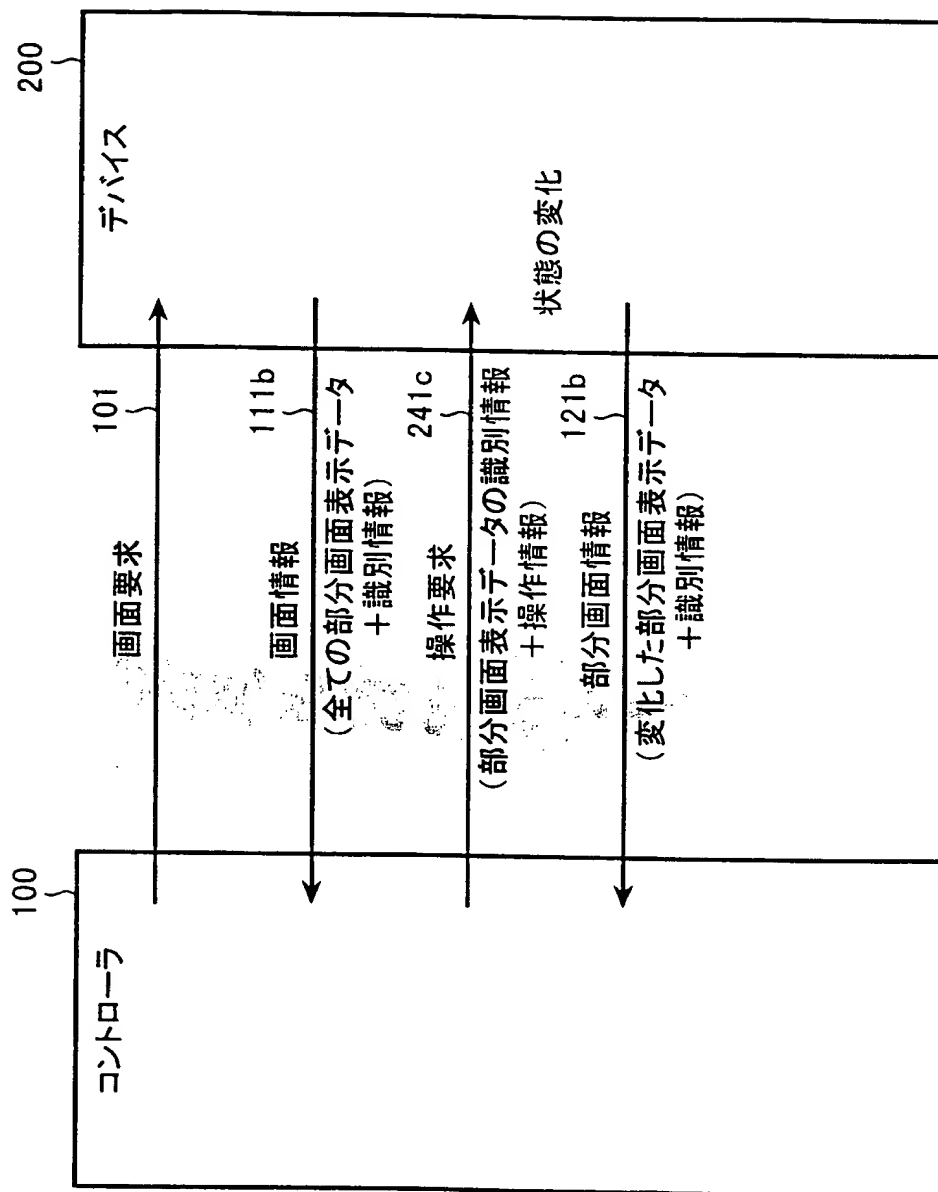 100
コントローラ
200
デバイス
画面要求
101
画面情報
111b
(全ての部分画面表示データ
+識別情報)
操作要求
241c
(部分画面表示データの識別情報
+操作情報)
状態の変化
部分画面情報
121b
(変化した部分画面表示データ
+識別情報)